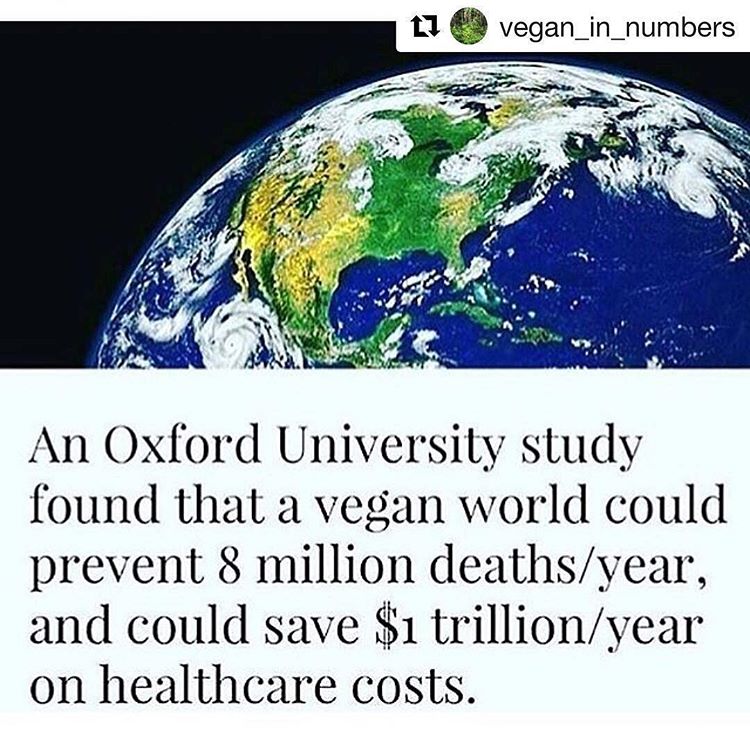 vegan_in_numbers
An Oxford University study
found that a vegan world could
prevent 8 million deaths/year,
and could save $1 trillion/year
on healthcare costs.